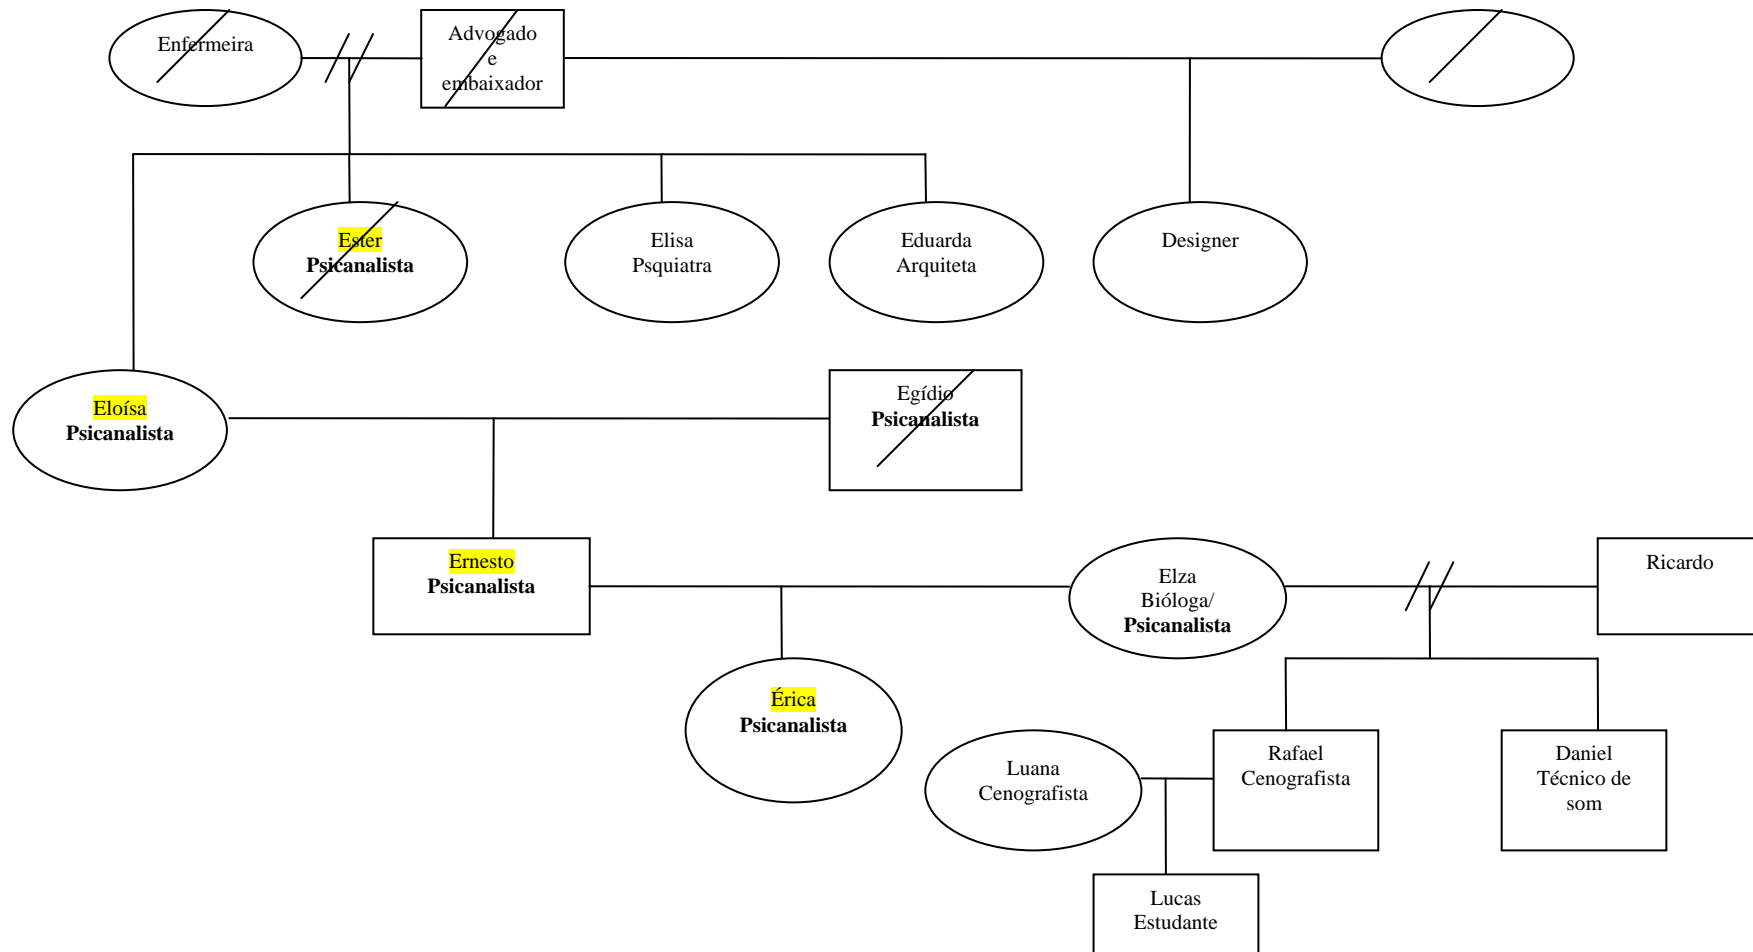 Enfermeira
Advogado
e
embaixador
Ester
Psicanalista
Elisa
Psquiatra
Eduarda
Arquiteta
Designer
Eloísa
Psicanalista
Egídio
Psicanalista
Ernesto
Psicanalista
Elza
Bióloga/
Psicanalista
Ricardo
Érica
Psicanalista
Luana
Cenografista
Rafael
Cenografista
Daniel
Técnico de
som
Lucas
Estudante